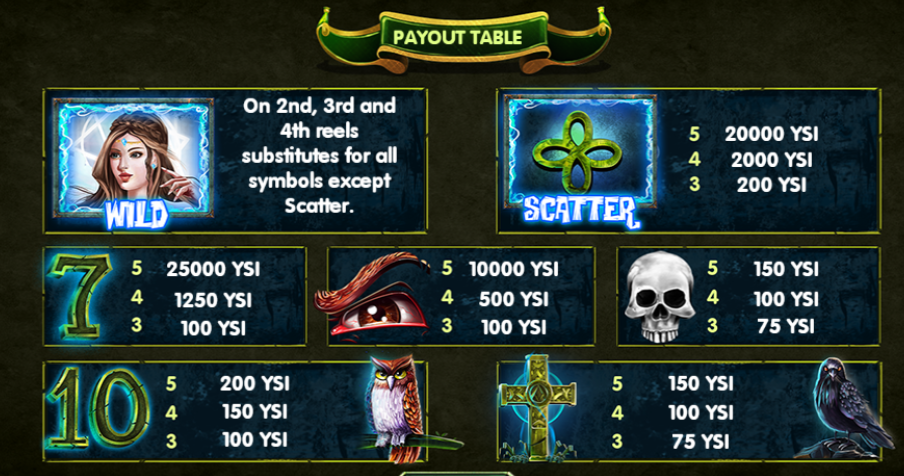 PAYOUT TABLE
On 2nd, 3rd and
4th reels
substitutes for all
symbols except
Scatter.
WILD
5 20000 YSI
4 2000 YSI
3 200 YSI
SCATTER
7
5 25000 YSI
4 1250 YSI
3 100 YSI
5 10000 YSI
4 500 YSI
3 100 YSI
5 150 YSI
4 100 YSI
3 75 YSI
10
5 200 YSI
4 150 YSI
3 100 YSI
5 150 YSI
4 100 YSI
3 75 YSI